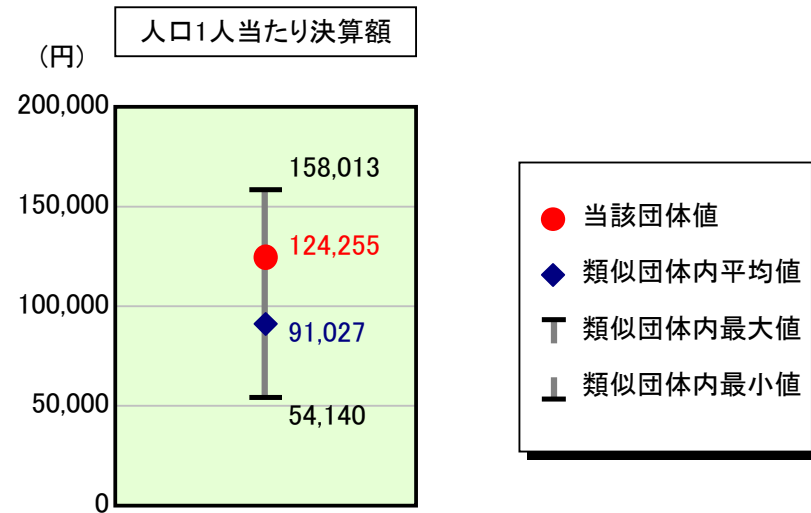 人口1人当たり決算額
(円)
200,000
158,013
150,000
124,255
100,000
91,027
50,000
54,140
0
当該団体値
類似団体内平均値
類似団体内最大値
類似団体内最小値